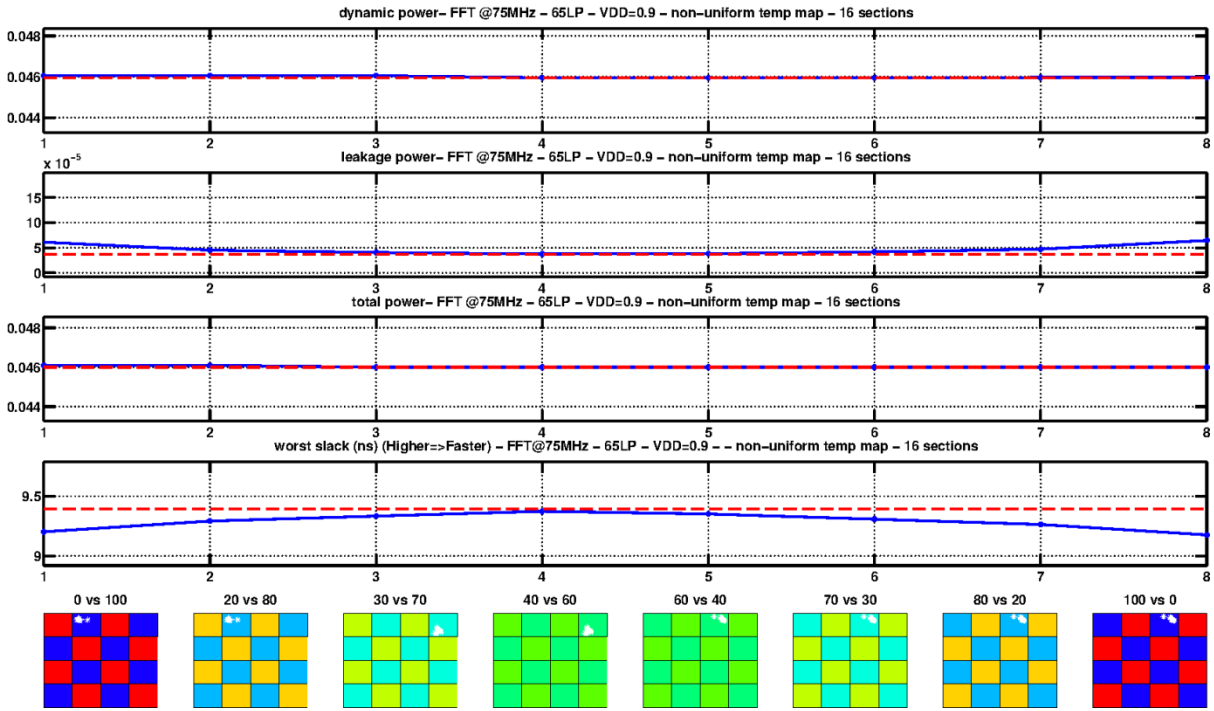 dynamic power– FFT @75MHz – 65LP – VDD=0.9 – non–uniform temp map – 16 sections
0.048
0.046
0.044
1 2 3 4 5 6 7 8
x 10^-5
leakage power– FFT @75MHz – 65LP – VDD=0.9 – non–uniform temp map – 16 sections
15
10
5
0
1 2 3 4 5 6 7 8
total power– FFT @75MHz – 65LP – VDD=0.9 – non–uniform temp map – 16 sections
0.048
0.046
0.044
1 2 3 4 5 6 7 8
worst slack (ns) (Higher=>Faster) – FFT@75MHz – 65LP – VDD=0.9 – – non–uniform temp map – 16 sections
9.5
9
1 2 3 4 5 6 7 8
0 vs 100 20 vs 80 30 vs 70 40 vs 60 60 vs 40 70 vs 30 80 vs 20 100 vs 0